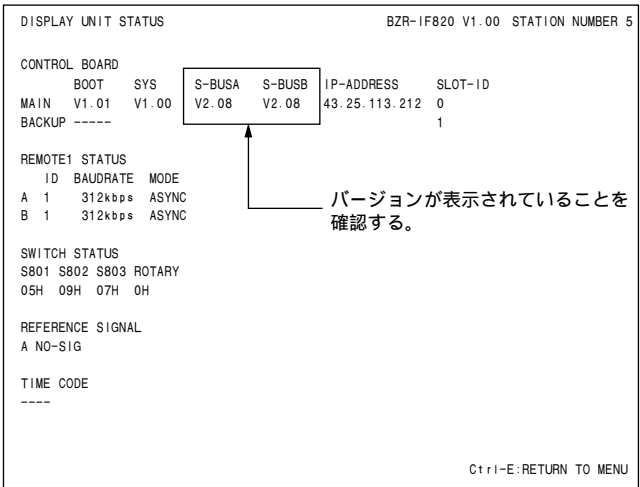 DISPLAY UNIT STATUS BZR-IF820 V1.00 STATION NUMBER 5
CONTROL BOARD
BOOT SYS S-BUSA S-BUSB IP-ADDRESS SLOT-ID
MAIN V1.01 V1.00 V2.08 V2.08 43.25.113.212 0
BACKUP ----- 1
REMOTE1 STATUS
ID BAUDRATE MODE
A 1 312kbps ASYNC
B 1 312kbps ASYNC
バージョンが表示されていることを
確認する。
SWITCH STATUS
S801 S802 S803 ROTARY
05H 09H 07H 0H
REFERENCE SIGNAL
A NO-SIG
TIME CODE
----
Ctrl-E:RETURN TO MENU